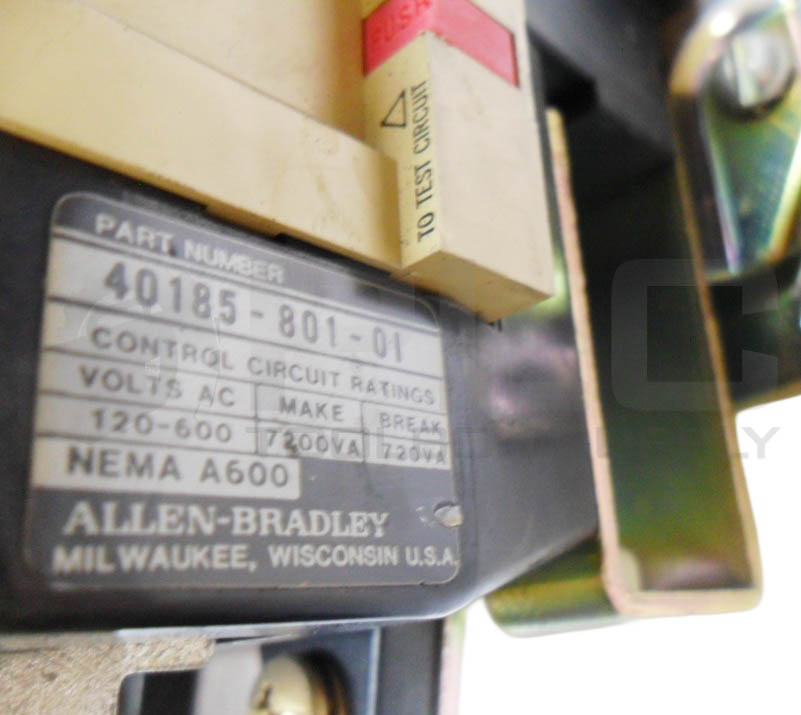 PUSH
TO TEST CIRCUIT
PART NUMBER
40185-801-01
CONTROL CIRCUIT RATINGS
VOLTS AC MAKE BREAK
120-600 7200VA 720VA
NEMA A600
ALLEN-BRADLEY
MILWAUKEE, WISCONSIN U.S.A.